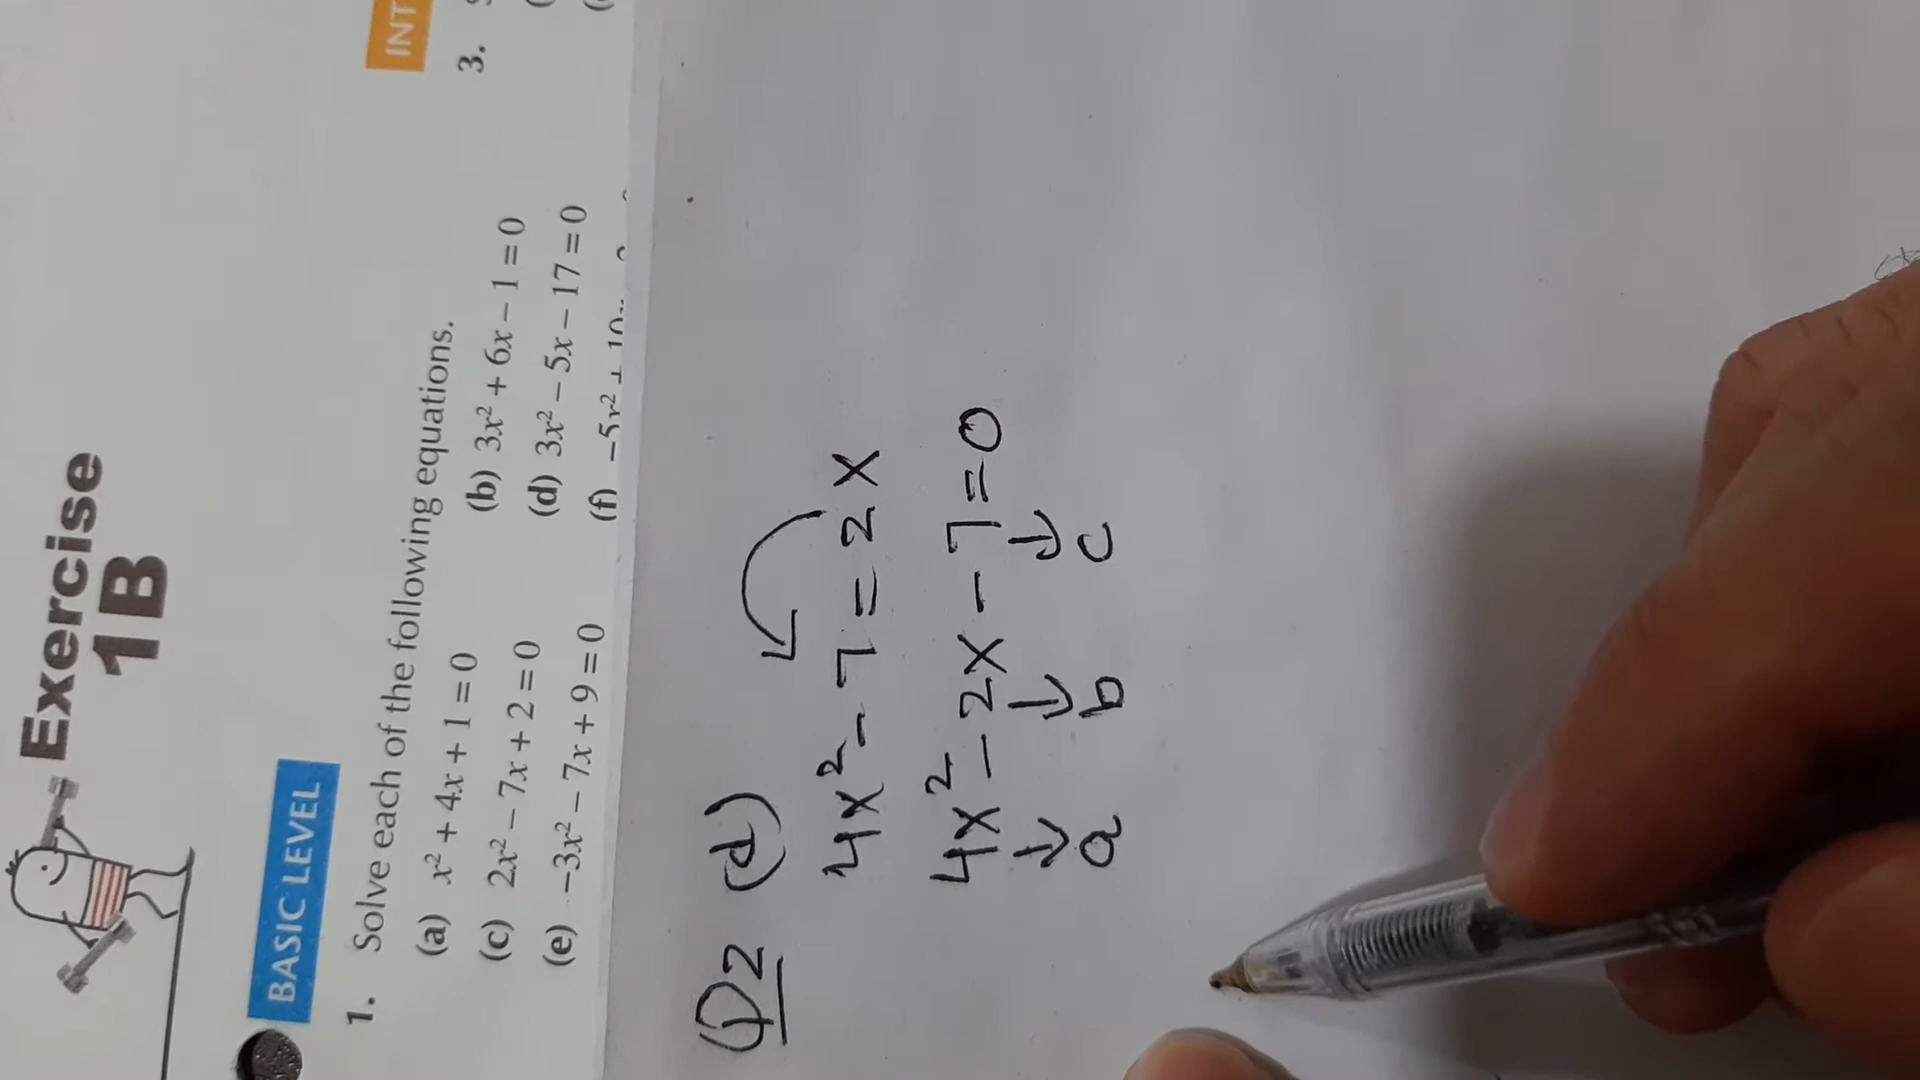 Exercise
1B
BASIC LEVEL
1. Solve each of the following equations.
(a) x² + 4x + 1 = 0 (b) 3x² + 6x – 1 = 0
(c) 2x² – 7x + 2 = 0 (d) 3x² – 5x – 17 = 0
(e) –3x² – 7x + 9 = 0 (f) –5x² + 10x
INT
3.
Q2 (d)
4x² - 7 = 2x
4x² - 2x - 7 = 0
a b c